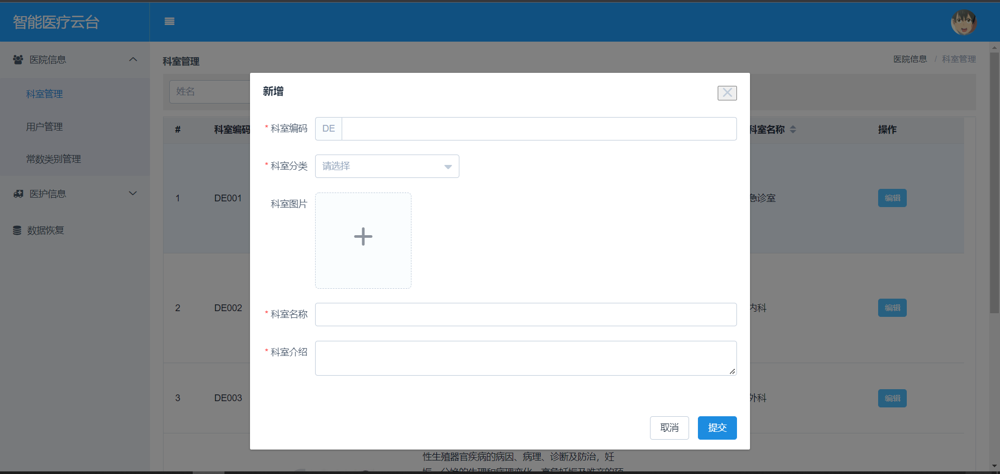 智能医疗云台
医院信息
科室管理
用户管理
常数类别管理
医护信息
数据恢复
科室管理
医院信息 / 科室管理
姓名
# 科室编码 科室名称 操作
1 DE001 急诊室 编辑
2 DE002 内科 编辑
3 DE003 外科 编辑
性生殖器官疾病的病因、病理、诊断及防治，妊
新增
* 科室编码 DE
* 科室分类 请选择
科室图片
* 科室名称
* 科室介绍
取消 提交